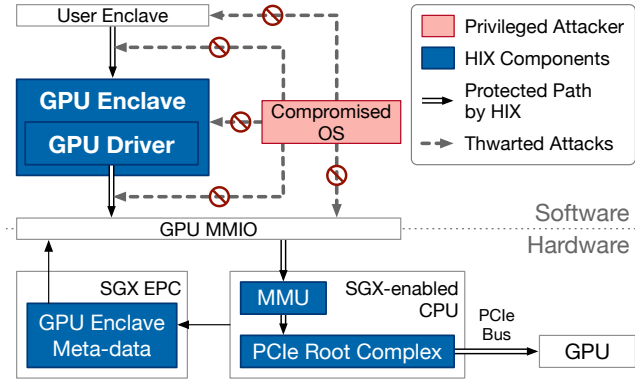 User Enclave
Privileged Attacker
HIX Components
Protected Path
by HIX
Thwarted Attacks
GPU Enclave
GPU Driver
Compromised
OS
GPU MMIO
Software
Hardware
SGX EPC
GPU Enclave
Meta-data
MMU
SGX-enabled
CPU
PCIe Root Complex
PCIe
Bus
GPU